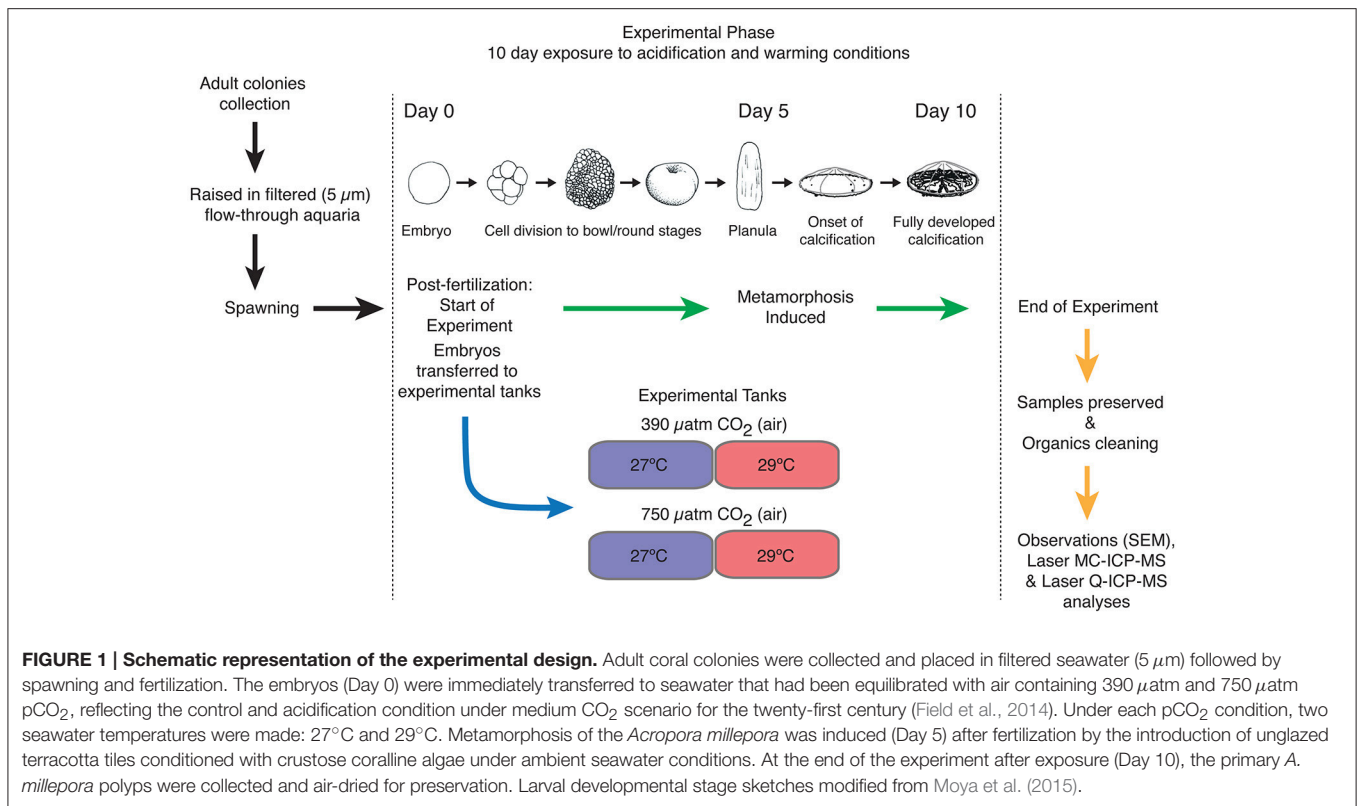 Experimental Phase
10 day exposure to acidification and warming conditions
Adult colonies
collection
Raised in filtered (5 µm)
flow-through aquaria
Spawning
Day 0
Day 5
Day 10
Embryo
Cell division to bowl/round stages
Planula
Onset of
calcification
Fully developed
calcification
Post-fertilization:
Start of
Experiment
Embryos
transferred to
experimental tanks
Metamorphosis
Induced
Experimental Tanks
390 µatm CO2 (air)
27ºC
29ºC
750 µatm CO2 (air)
27ºC
29ºC
End of Experiment
Samples preserved
&
Organics cleaning
Observations (SEM),
Laser MC-ICP-MS
& Laser Q-ICP-MS
analyses
FIGURE 1 | Schematic representation of the experimental design. Adult coral colonies were collected and placed in filtered seawater (5 µm) followed by
spawning and fertilization. The embryos (Day 0) were immediately transferred to seawater that had been equilibrated with air containing 390 µatm and 750 µatm
pCO2, reflecting the control and acidification condition under medium CO2 scenario for the twenty-first century (Field et al., 2014). Under each pCO2 condition, two
seawater temperatures were made: 27°C and 29°C. Metamorphosis of the Acropora millepora was induced (Day 5) after fertilization by the introduction of unglazed
terracotta tiles conditioned with crustose coralline algae under ambient seawater conditions. At the end of the experiment after exposure (Day 10), the primary A.
millepora polyps were collected and air-dried for preservation. Larval developmental stage sketches modified from Moya et al. (2015).